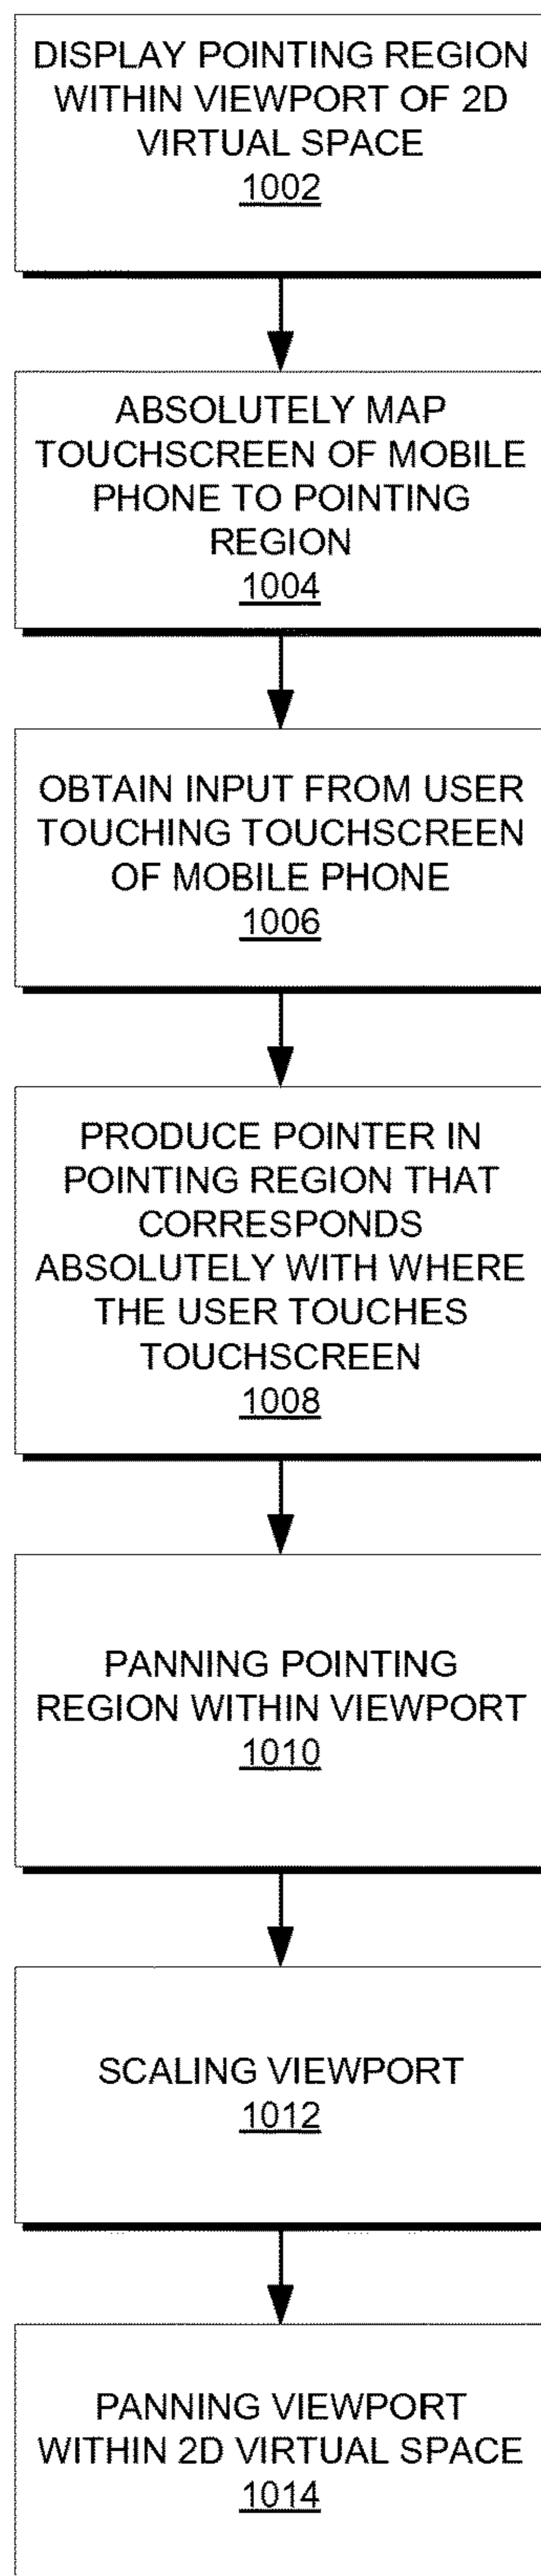 DISPLAY POINTING REGION
WITHIN VIEWPORT OF 2D
VIRTUAL SPACE
1002
ABSOLUTELY MAP
TOUCHSCREEN OF MOBILE
PHONE TO POINTING
REGION
1004
OBTAIN INPUT FROM USER
TOUCHING TOUCHSCREEN
OF MOBILE PHONE
1006
PRODUCE POINTER IN
POINTING REGION THAT
CORRESPONDS
ABSOLUTELY WITH WHERE
THE USER TOUCHES
TOUCHSCREEN
1008
PANNING POINTING
REGION WITHIN VIEWPORT
1010
SCALING VIEWPORT
1012
PANNING VIEWPORT
WITHIN 2D VIRTUAL SPACE
1014